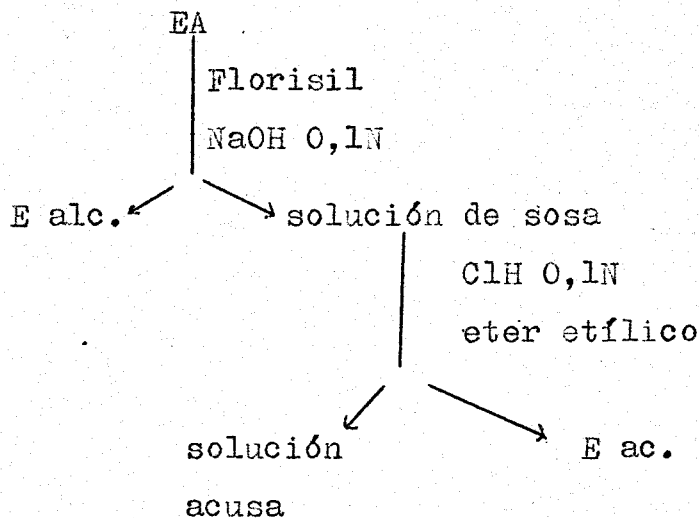 EA
Florisil
NaOH 0,1N
E alc.
solución de sosa
ClH 0,1N
eter etílico
solución
acusa
E ac.